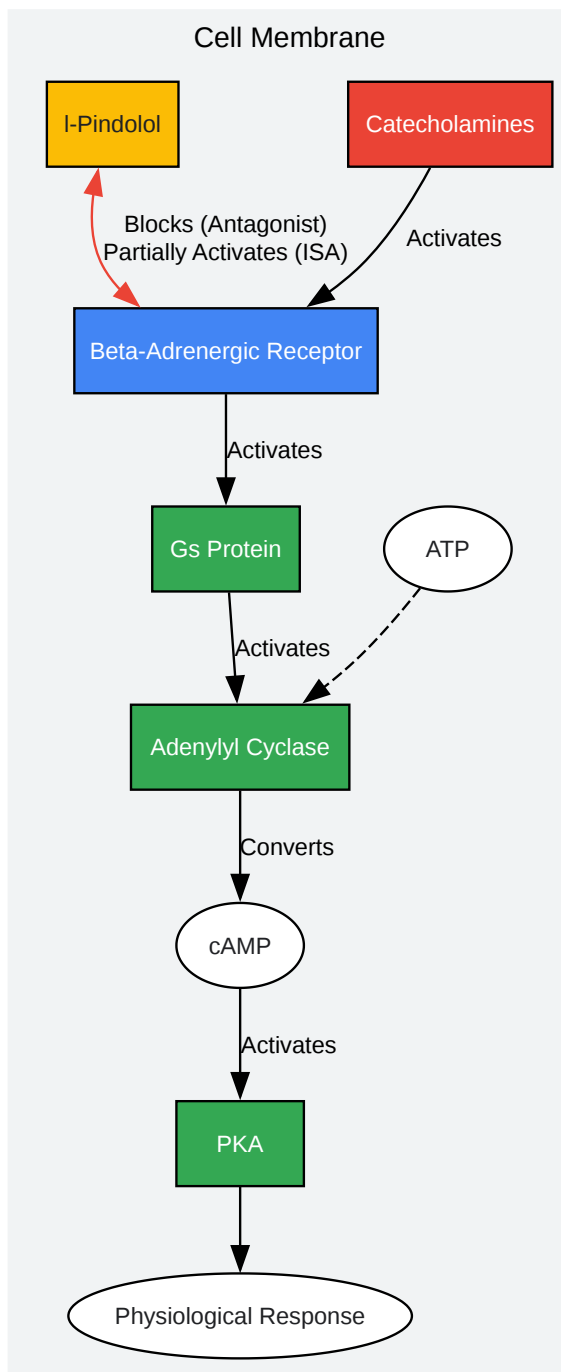 Cell Membrane
l-Pindolol
Catecholamines
Blocks (Antagonist)
Partially Activates (ISA)
Activates
Beta-Adrenergic Receptor
Activates
Gs Protein
ATP
Activates
Adenylyl Cyclase
Converts
cAMP
Activates
PKA
Physiological Response